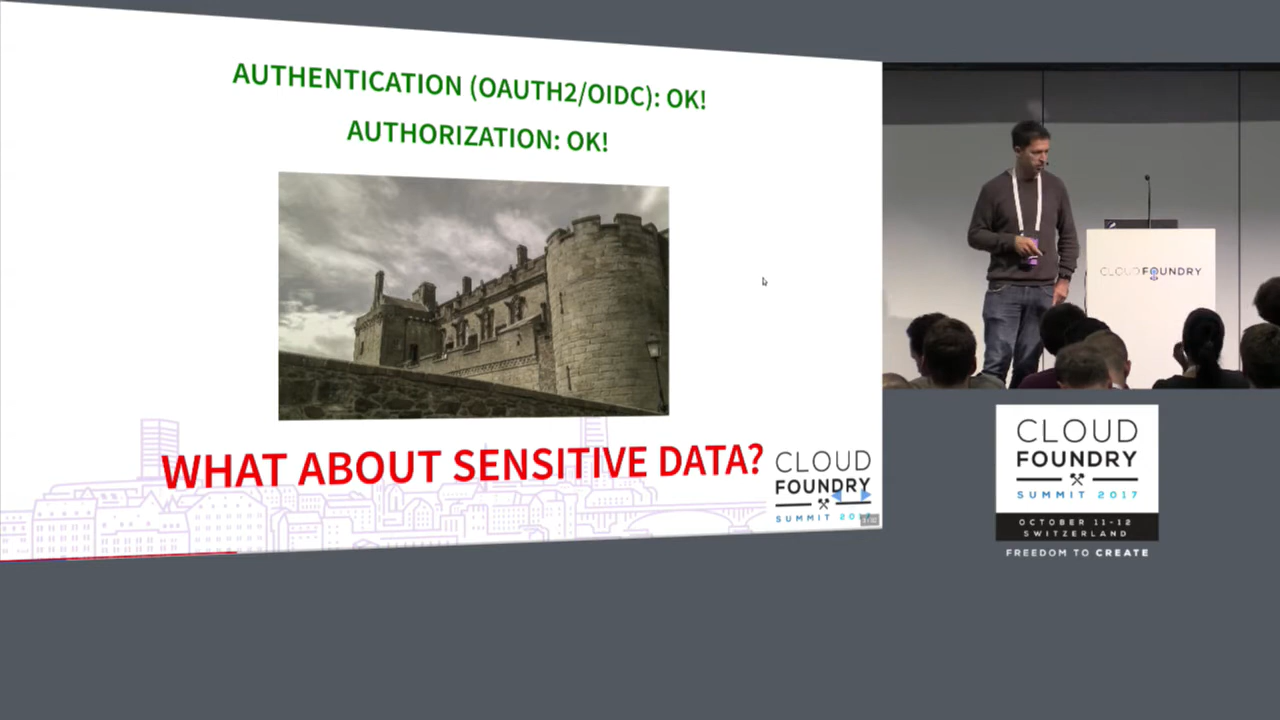 AUTHENTICATION (OAUTH2/OIDC): OK!
AUTHORIZATION: OK!
WHAT ABOUT SENSITIVE DATA?
CLOUD
FOUNDRY
SUMMIT
CLOUDFOUNDRY
CLOUD
FOUNDRY
SUMMIT 2017
OCTOBER 11-12
SWITZERLAND
FREEDOM TO CREATE